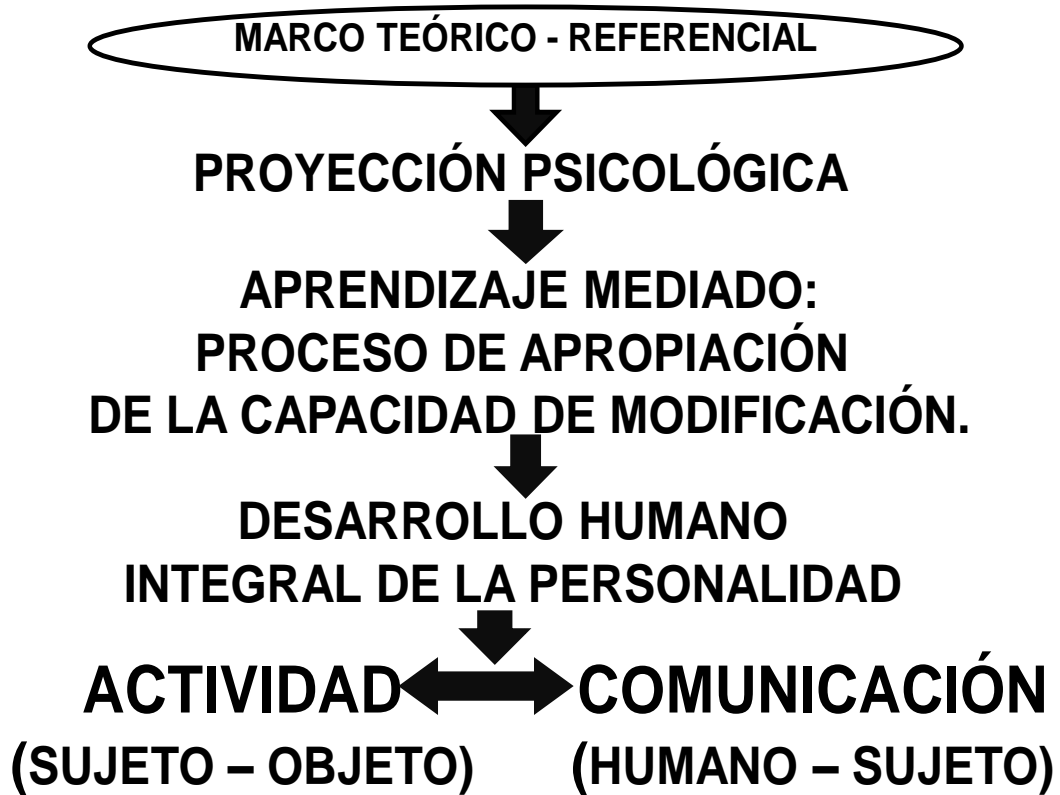 MARCO TEÓRICO - REFERENCIAL
PROYECCIÓN PSICOLÓGICA
APRENDIZAJE MEDIADO:
PROCESO DE APROPIACIÓN
DE LA CAPACIDAD DE MODIFICACIÓN.
DESARROLLO HUMANO
INTEGRAL DE LA PERSONALIDAD
ACTIVIDAD COMUNICACIÓN
(SUJETO – OBJETO) (HUMANO – SUJETO)